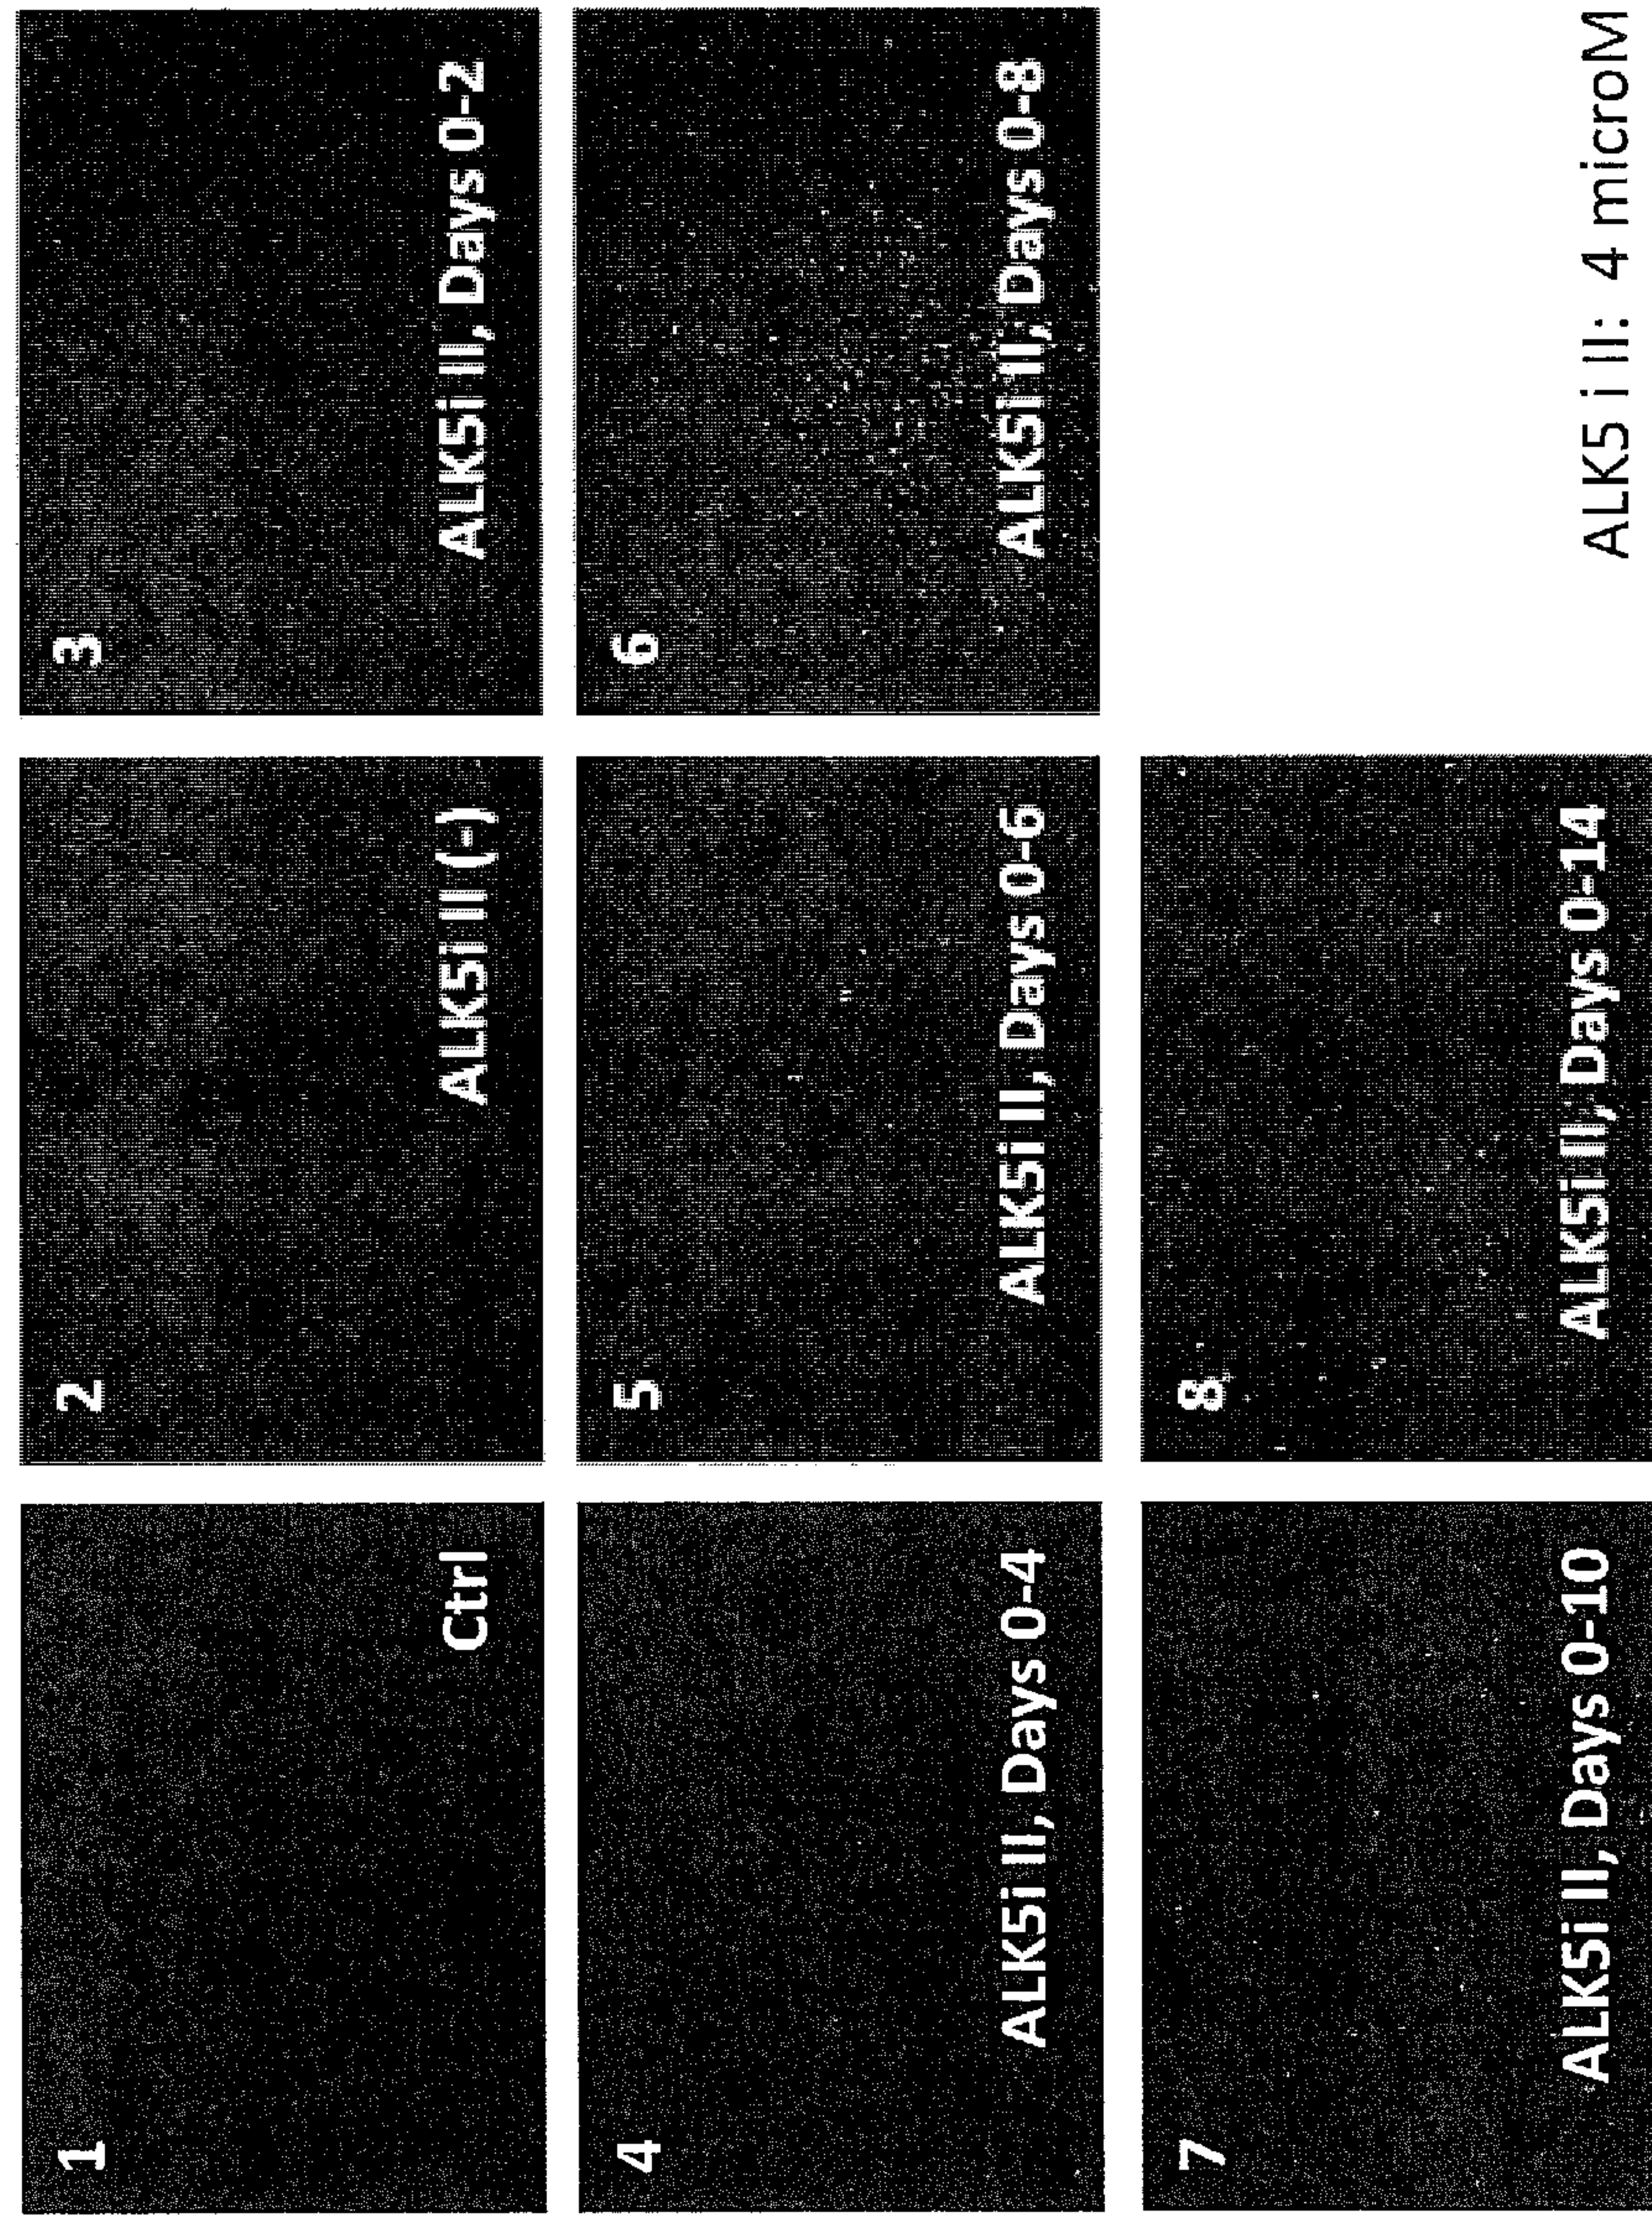 1
Ctrl
2
ALK5i II (-)
3
ALK5i II, Days 0-2
4
ALK5i II, Days 0-4
5
ALK5i II, Days 0-6
6
ALK5i II, Days 0-8
7
ALK5i II, Days 0-10
8
ALK5i II, Days 0-14
ALK5 i II: 4 microM